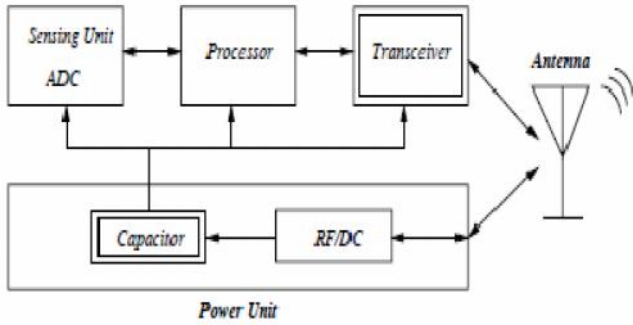 Sensing Unit
ADC
Processor
Transceiver
Antenna
Capacitor
RF/DC
Power Unit